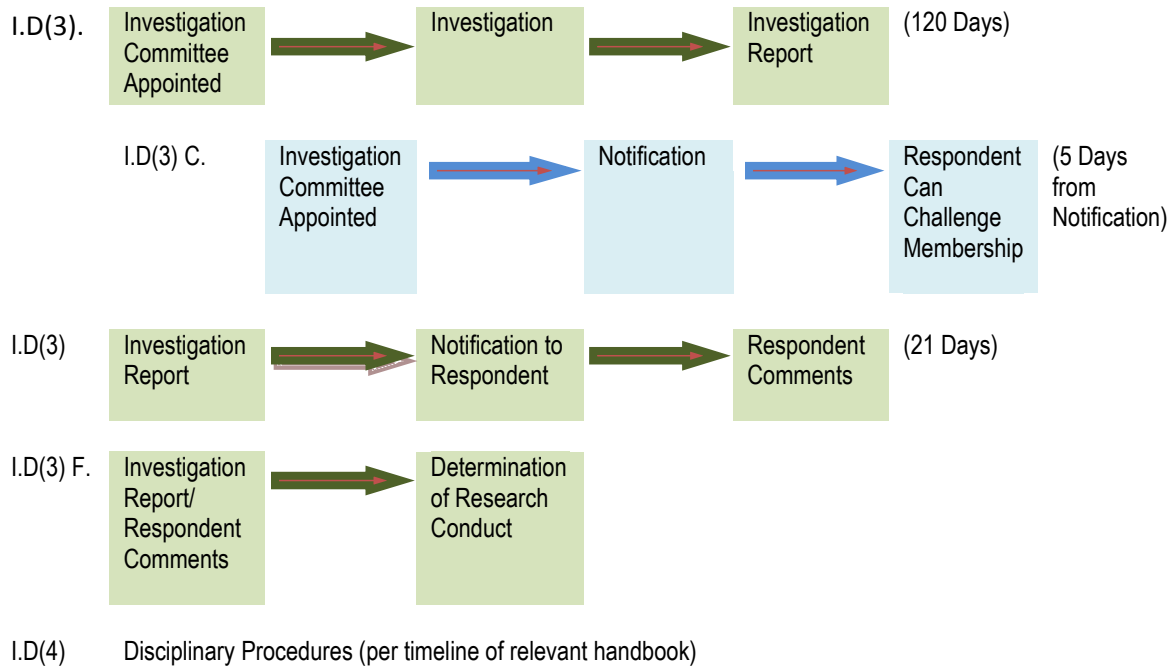 I.D(3).
Investigation
Committee
Appointed
Investigation
Investigation
Report
(120 Days)
I.D(3) C.
Investigation
Committee
Appointed
Notification
Respondent
Can
Challenge
Membership
(5 Days
from
Notification)
I.D(3)
Investigation
Report
Notification to
Respondent
Respondent
Comments
(21 Days)
I.D(3) F.
Investigation
Report/
Respondent
Comments
Determination
of Research
Conduct
I.D(4) Disciplinary Procedures (per timeline of relevant handbook)